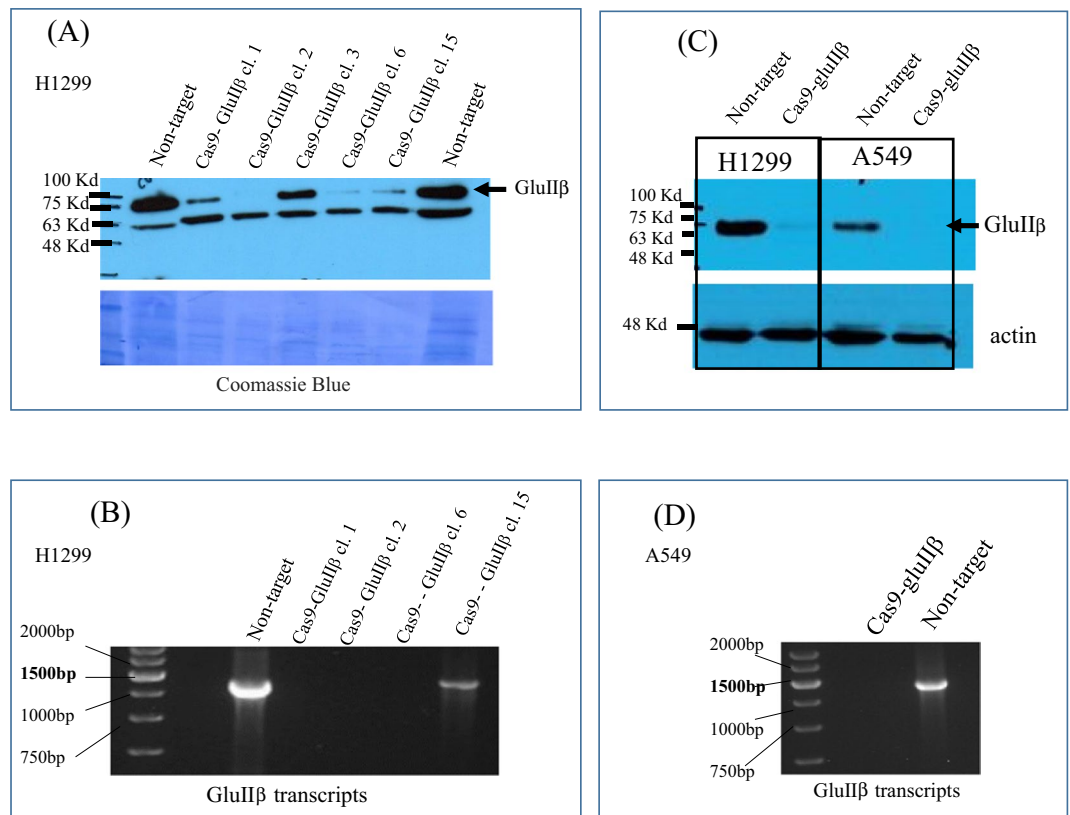 (A)
H1299
Non-target
Cas9- GluIIβ cl. 1
Cas9-GluIIβ cl. 2
Cas9-GluIIβ cl. 3
Cas9-GluIIβ cl. 6
Cas9- GluIIβ cl. 15
Non-target
100 Kd
75 Kd
63 Kd
48 Kd
GluIIβ
Coomassie Blue
(C)
Non-target
Cas9-gluIIβ
Non-target
Cas9-gluIIβ
H1299
A549
100 Kd
75 Kd
63 Kd
48 Kd
GluIIβ
48 Kd
actin
(B)
H1299
Non-target
Cas9-GluIIβ cl. 1
Cas9- GluIIβ cl. 2
Cas9- - GluIIβ cl. 6
Cas9- - GluIIβ cl. 15
2000bp
1500bp
1000bp
750bp
GluIIβ transcripts
(D)
A549
Cas9-gluIIβ
Non-target
2000bp
1500bp
1000bp
750bp
GluIIβ transcripts